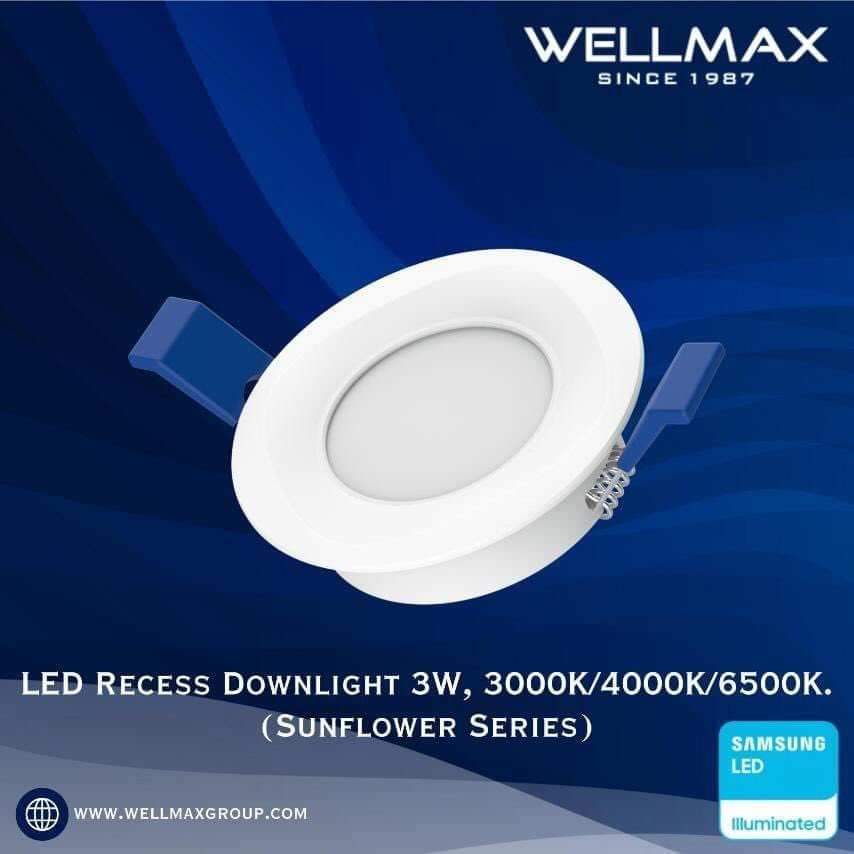 WELLMAX
SINCE 1987
LED Recess Downlight 3W, 3000K/4000K/6500K.
(Sunflower Series)
SAMSUNG
LED
Illuminated
www.wellmaxgroup.com